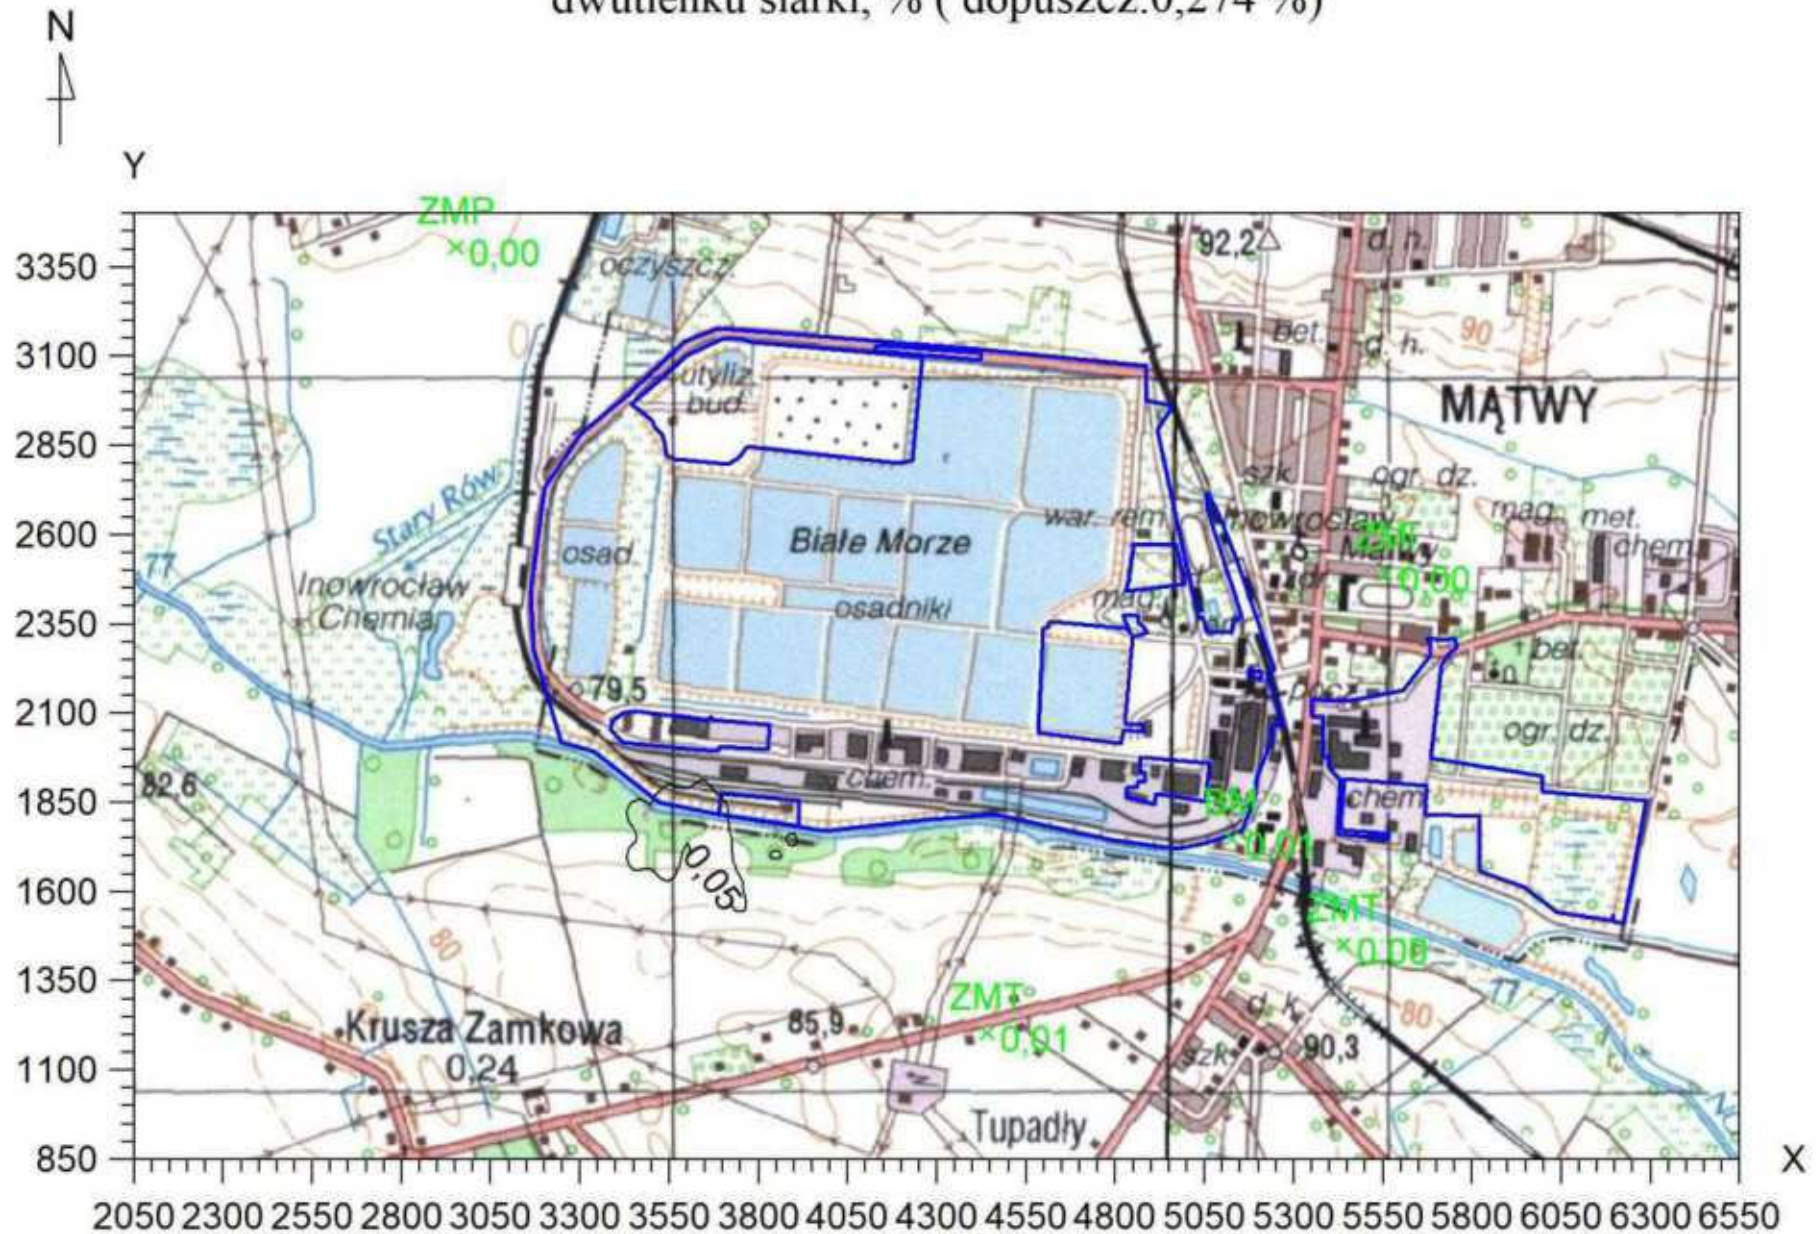 dwutlenku siarki, % ( dopuszcz.0,274 %)
N
Y
ZMP
×0,00
92,2
d. h.
3350
oczyszcz.
bet.
90
d. h.
3100
utyliz.
bud.
MĄTWY
2850
szk.
ogr. dz.
Stary Rów
war. rem.
Inowrocław
mag.
met.
2600
Białe Morze
Mątwy
chem.
osad.
77
×0,00
Inowrocław –
Chemia
osadniki
mag.
2350
bet.
79,5
2100
ogr. dz.
82,6
chem.
chem.
1850
0,01
0,05
1600
ZMT
×0,00
80
1350
ZMT
77
Krusza Zamkowa
85,9
×0,01
d. k.
80
szk.
90,3
0,24
1100
Tupadły
850
X
2050 2300 2550 2800 3050 3300 3550 3800 4050 4300 4550 4800 5050 5300 5550 5800 6050 6300 6550